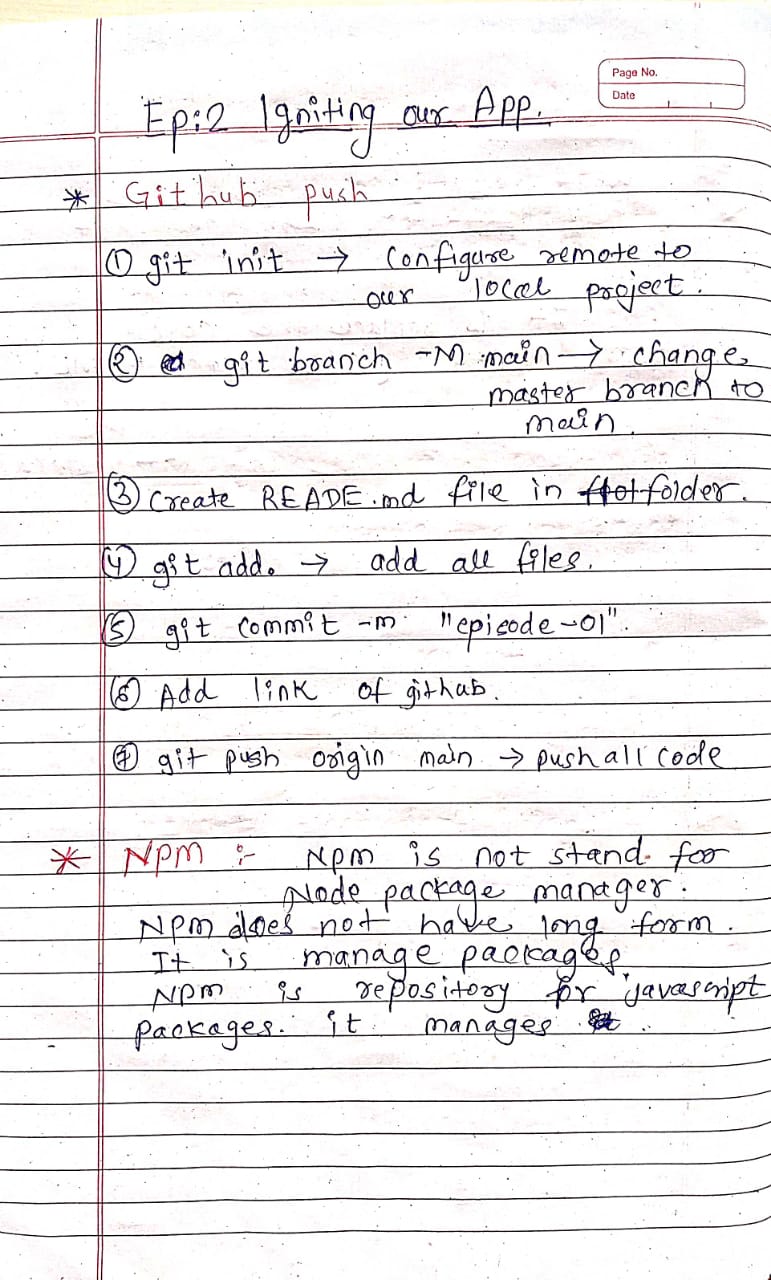 Page No.
Date
Ep:2 Igniting our App.
* Github push
① git init → Configure remote to
our local project.
② git branch -M main → change
master branch to
main.
③ Create READE.md file in folder.
④ git add. → add all files.
⑤ git commit -m "episode-01".
⑥ Add link of github.
⑦ git push origin main → push all code
* Npm :- Npm is not stand for
Node package manager.
Npm does not have long form.
It is manage packages
Npm is repository for javascript
packages. it manages .